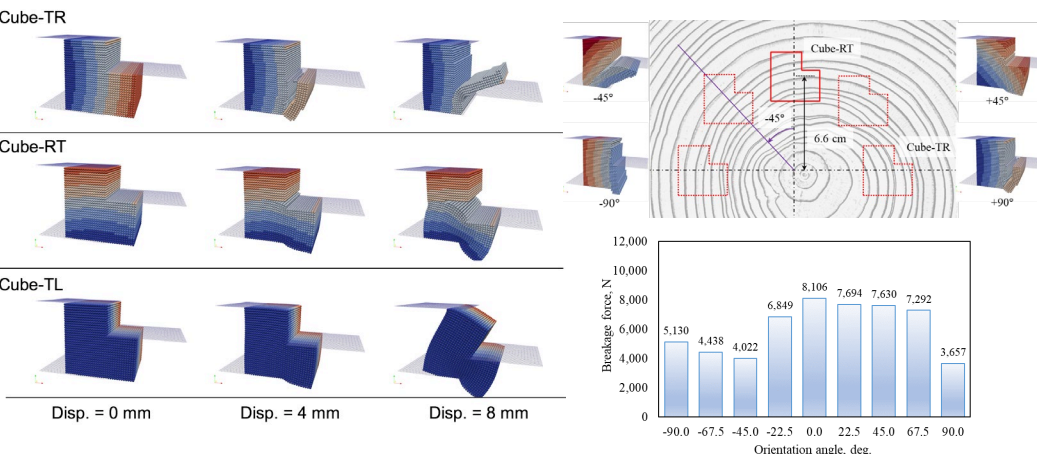 Cube-TR
Cube-RT
Cube-TL
Disp. = 0 mm
Disp. = 4 mm
Disp. = 8 mm
-45°
-90°
Cube-RT
-45°
6.6 cm
Cube-TR
+45°
+90°
Breakage force, N
12,000
10,000
8,000
6,000
4,000
2,000
0
5,130
4,438
4,022
6,849
8,106
7,694
7,630
7,292
3,657
-90.0 -67.5 -45.0 -22.5 0.0 22.5 45.0 67.5 90.0
Orientation angle, deg.